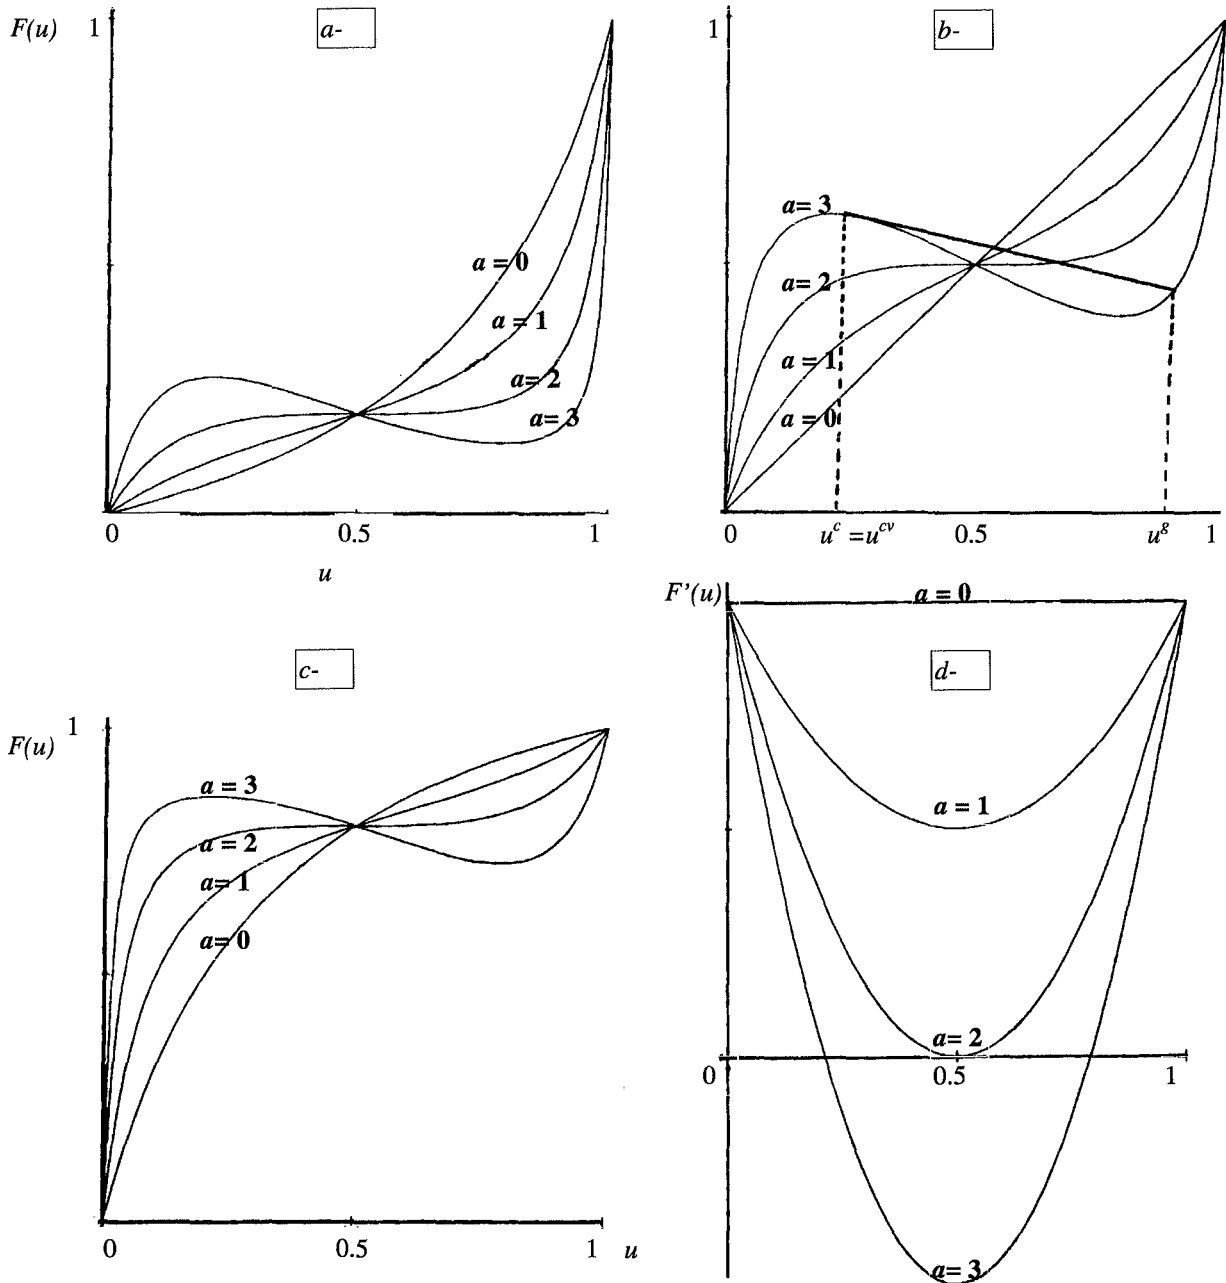 F(u)
1
a-
a = 0
a = 1
a= 2
a= 3
0
0.5
1
u
1
b-
a= 3
a= 2
a = 1
a= 0
0
u^c =u^cv
0.5
u^g
1
1
F(u)
c-
a = 3
a = 2
a= 1
a= 0
0
0.5
1
u
F'(u)
a = 0
d-
a = 1
a= 2
0
0.5
1
a= 3